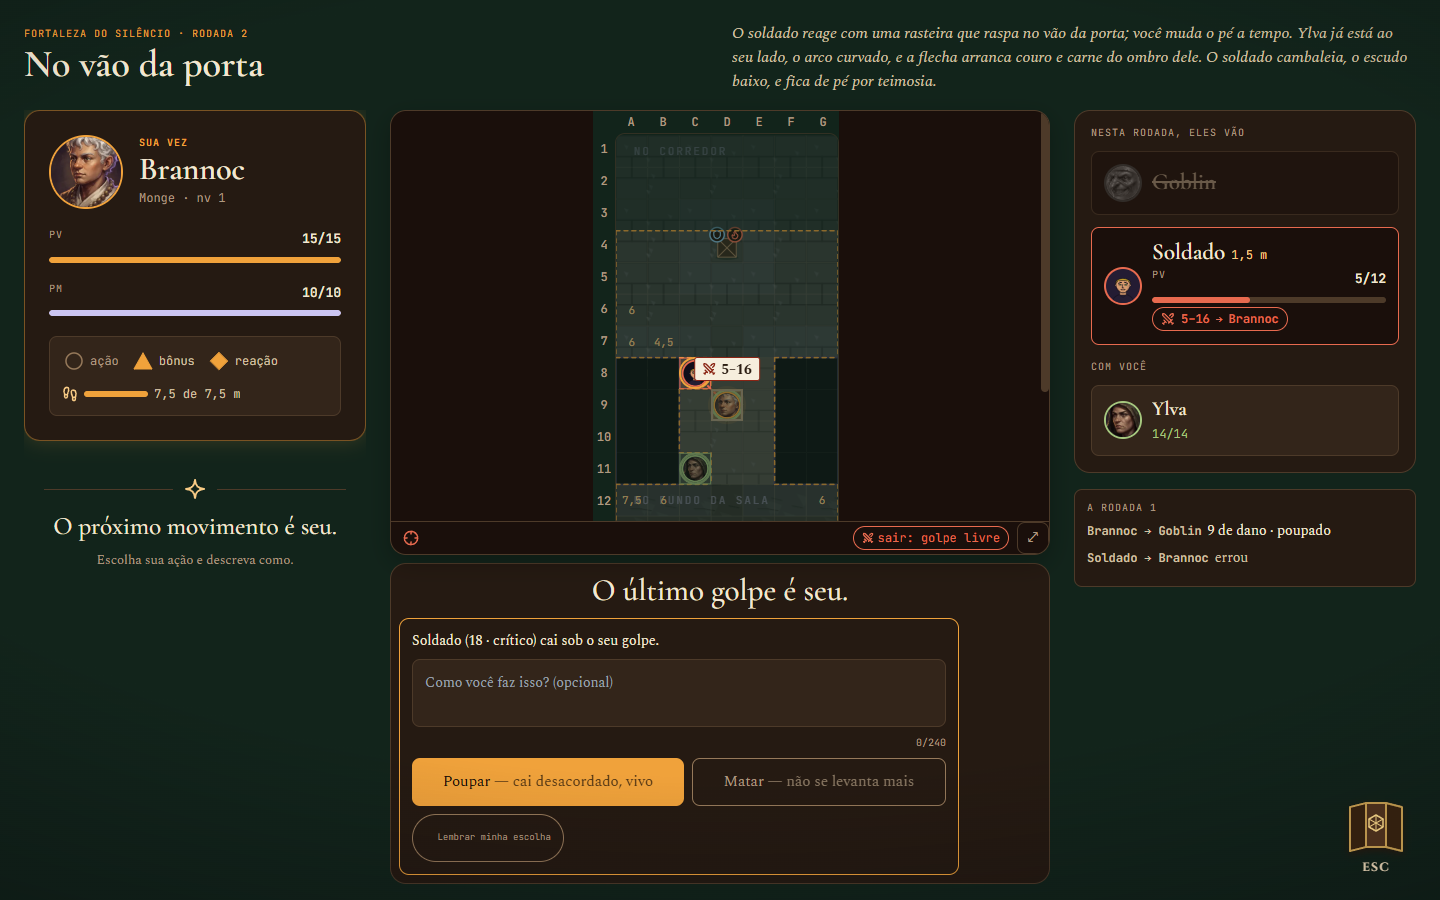 FORTALEZA DO SILÊNCIO · RODADA 2
No vão da porta
O soldado reage com uma rasteira que raspa no vão da porta; você muda o pé a tempo. Ylva já está ao
seu lado, o arco curvado, e a flecha arranca couro e carne do ombro dele. O soldado cambaleia, o escudo
baixo, e fica de pé por teimosia.
SUA VEZ
Brannoc
Monge · nv 1
PV 15/15
PM 10/10
ação bônus reação
7,5 de 7,5 m
O próximo movimento é seu.
Escolha sua ação e descreva como.
A B C D E F G
1 NO CORREDOR
2
3
4
5
6 6
7 6 4,5
8 5–16
9
10
11
12 7,5 6 FUNDO DA SALA 6
sair: golpe livre
O último golpe é seu.
Soldado (18 · crítico) cai sob o seu golpe.
Como você faz isso? (opcional)
0/240
Poupar — cai desacordado, vivo
Matar — não se levanta mais
Lembrar minha escolha
NESTA RODADA, ELES VÃO
Goblin
Soldado 1,5 m
PV 5/12
5–16 → Brannoc
COM VOCÊ
Ylva
14/14
A RODADA 1
Brannoc → Goblin 9 de dano · poupado
Soldado → Brannoc errou
ESC